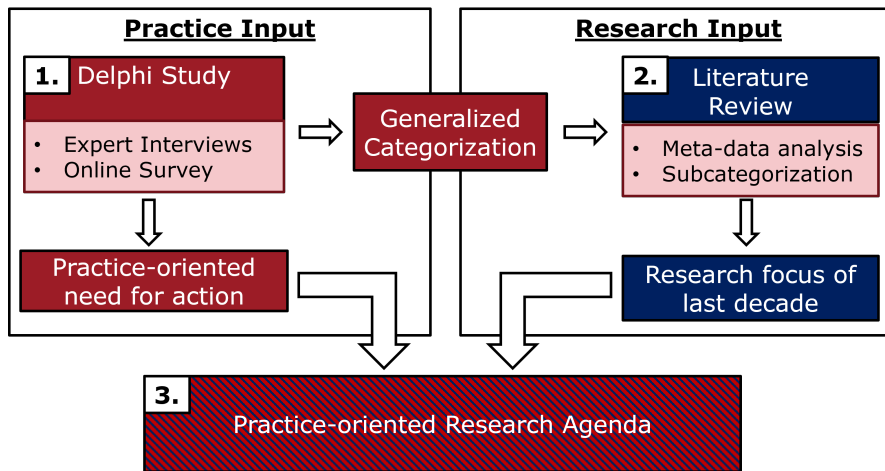 Practice Input
1. Delphi Study
• Expert Interviews
• Online Survey
Practice-oriented
need for action
Generalized
Categorization
Research Input
2. Literature
Review
• Meta-data analysis
• Subcategorization
Research focus of
last decade
3.
Practice-oriented Research Agenda